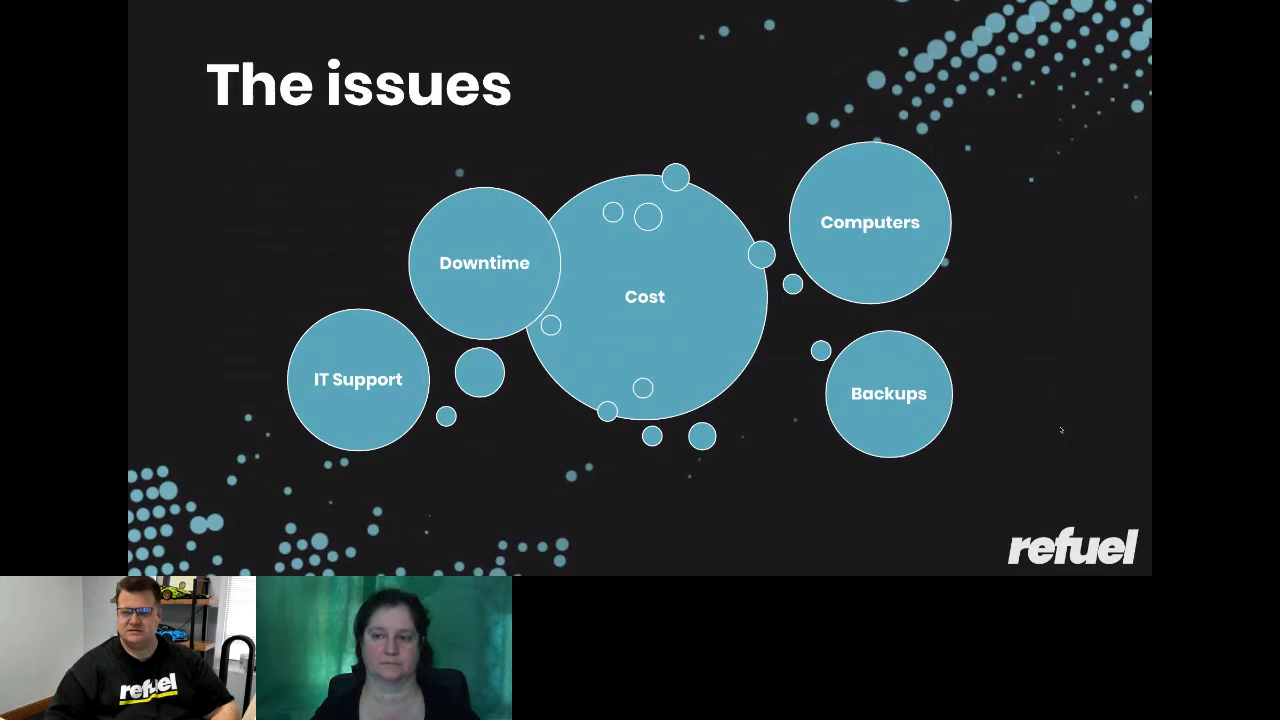 The issues
Computers
Downtime
Cost
IT Support
Backups
refuel
refuel